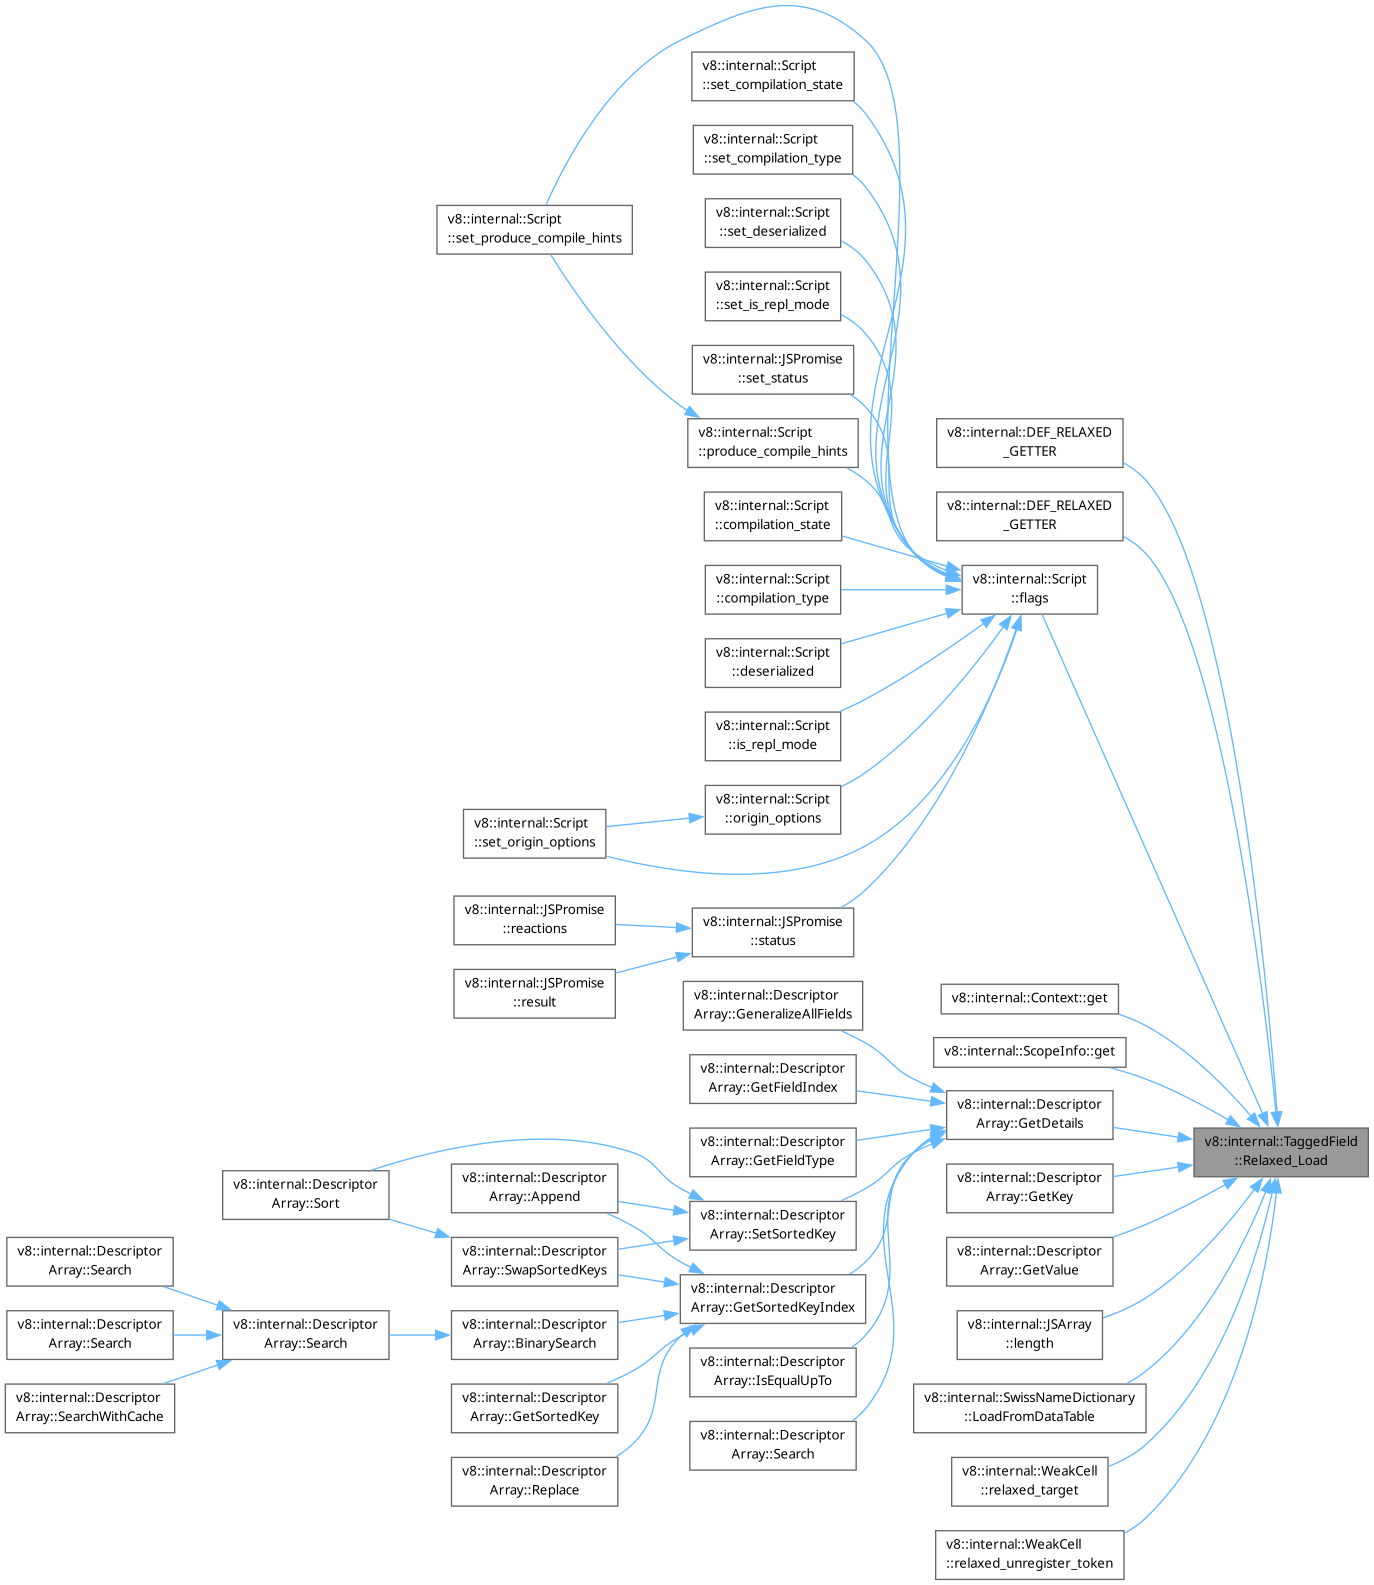 v8::internal::Script
::set_compilation_state
v8::internal::Script
::set_compilation_type
v8::internal::Script
::set_deserialized
v8::internal::Script
::set_produce_compile_hints
v8::internal::Script
::set_is_repl_mode
v8::internal::JSPromise
::set_status
v8::internal::Script
::produce_compile_hints
v8::internal::DEF_RELAXED
_GETTER
v8::internal::Script
::compilation_state
v8::internal::DEF_RELAXED
_GETTER
v8::internal::Script
::compilation_type
v8::internal::Script
::flags
v8::internal::Script
::deserialized
v8::internal::Script
::is_repl_mode
v8::internal::Script
::origin_options
v8::internal::Script
::set_origin_options
v8::internal::JSPromise
::reactions
v8::internal::JSPromise
::status
v8::internal::JSPromise
::result
v8::internal::Descriptor
Array::GeneralizeAllFields
v8::internal::Context::get
v8::internal::ScopeInfo::get
v8::internal::Descriptor
Array::GetFieldIndex
v8::internal::Descriptor
Array::GetDetails
v8::internal::Descriptor
Array::GetFieldType
v8::internal::TaggedField
::Relaxed_Load
v8::internal::Descriptor
Array::Sort
v8::internal::Descriptor
Array::Append
v8::internal::Descriptor
Array::GetKey
v8::internal::Descriptor
Array::SetSortedKey
v8::internal::Descriptor
Array::Search
v8::internal::Descriptor
Array::SwapSortedKeys
v8::internal::Descriptor
Array::GetValue
v8::internal::Descriptor
Array::GetSortedKeyIndex
v8::internal::Descriptor
Array::Search
v8::internal::Descriptor
Array::Search
v8::internal::Descriptor
Array::BinarySearch
v8::internal::JSArray
::length
v8::internal::Descriptor
Array::IsEqualUpTo
v8::internal::Descriptor
Array::SearchWithCache
v8::internal::Descriptor
Array::GetSortedKey
v8::internal::SwissNameDictionary
::LoadFromDataTable
v8::internal::Descriptor
Array::Search
v8::internal::Descriptor
Array::Replace
v8::internal::WeakCell
::relaxed_target
v8::internal::WeakCell
::relaxed_unregister_token